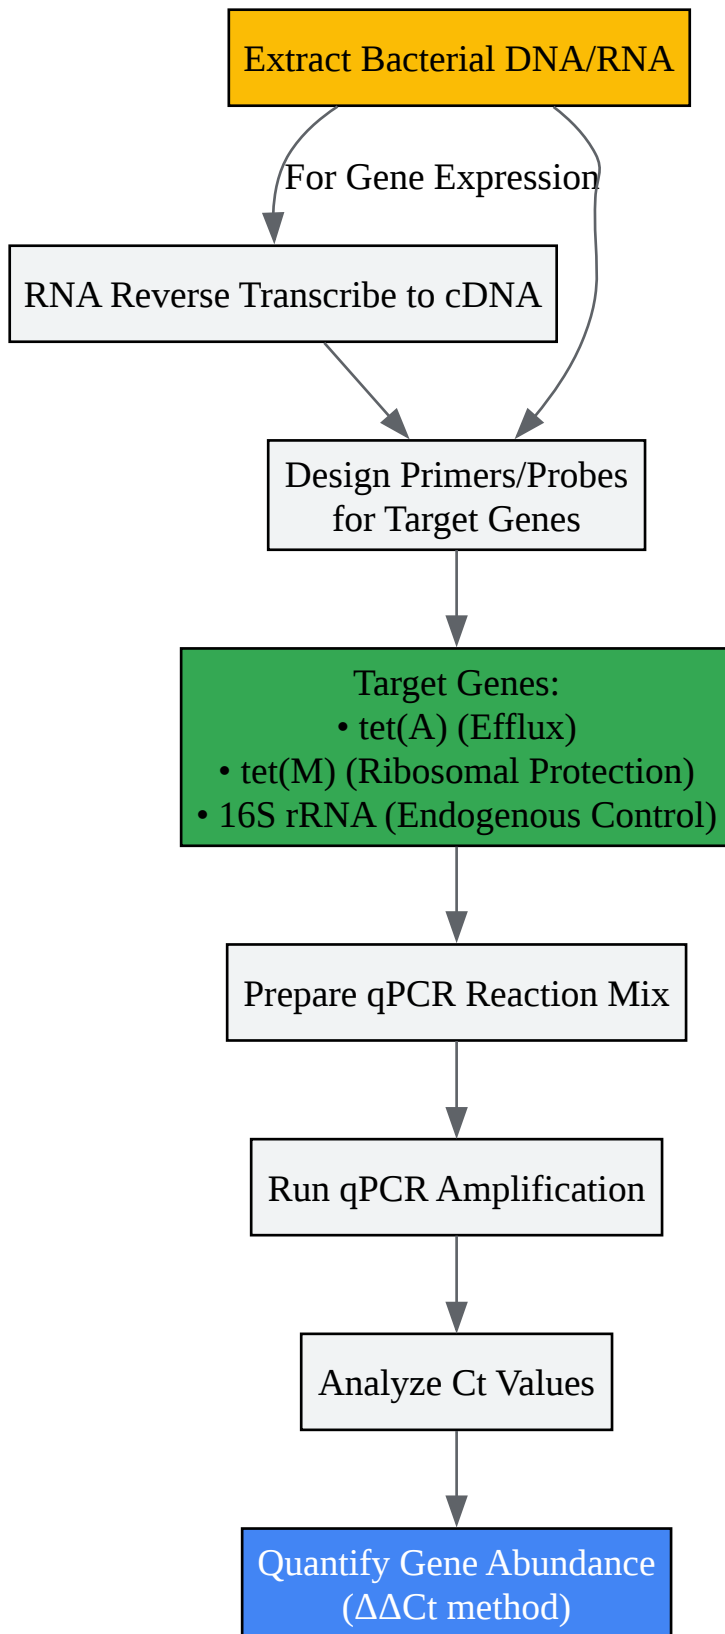 Extract Bacterial DNA/RNA
For Gene Expression
RNA Reverse Transcribe to cDNA
Design Primers/Probes
for Target Genes
Target Genes:
• tet(A) (Efflux)
• tet(M) (Ribosomal Protection)
• 16S rRNA (Endogenous Control)
Prepare qPCR Reaction Mix
Run qPCR Amplification
Analyze Ct Values
Quantify Gene Abundance
(ΔΔCt method)